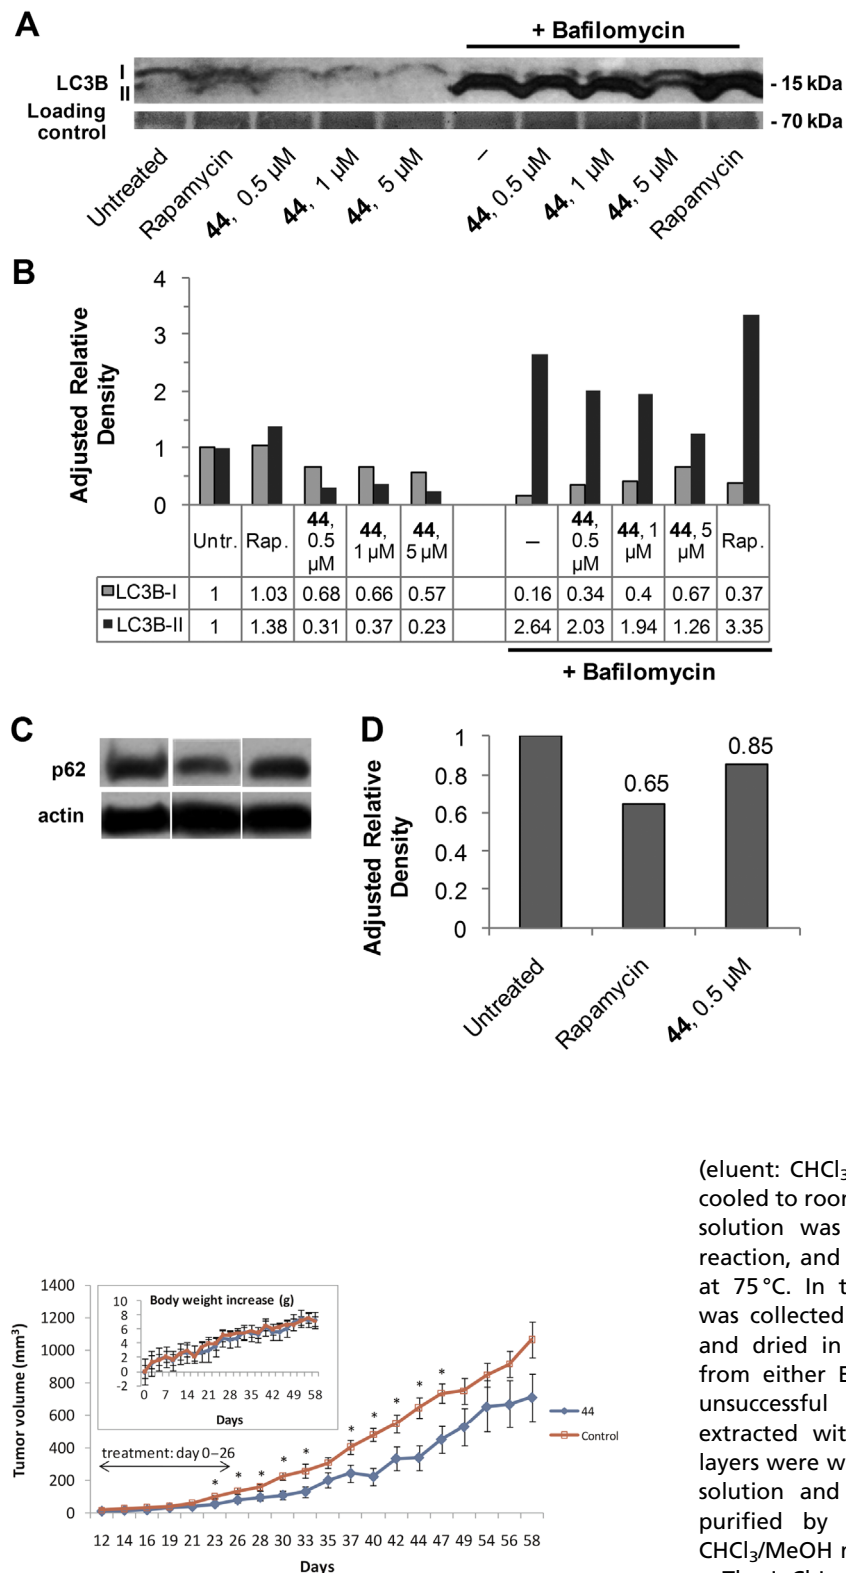 A
+ Bafilomycin
LC3B
I
II
- 15 kDa
Loading
control
- 70 kDa
Untreated
Rapamycin
44, 0.5 µM
44, 1 µM
44, 5 µM
–
44, 0.5 µM
44, 1 µM
44, 5 µM
Rapamycin
B
Adjusted Relative
Density
4
3
2
1
0
Untr. Rap. 44, 0.5 µM 44, 1 µM 44, 5 µM – 44, 0.5 µM 44, 1 µM 44, 5 µM Rap.
LC3B-I 1 1.03 0.68 0.66 0.57 0.16 0.34 0.4 0.67 0.37
LC3B-II 1 1.38 0.31 0.37 0.23 2.64 2.03 1.94 1.26 3.35
+ Bafilomycin
C
p62
actin
D
Adjusted Relative
Density
1
0.8
0.6
0.4
0.2
0
0.65
0.85
Untreated
Rapamycin
44, 0.5 µM
(eluent: CHCl₃
cooled to roor
solution was
reaction, and
at 75 °C. In t
was collected
and dried in
from either E
unsuccessful
extracted wit
layers were w
solution and
purified by
CHCl₃/MeOH r
Tumor volume (mm³)
1400
1200
1000
800
600
400
200
0
Body weight increase (g)
10
8
6
4
2
0
-2
0 7 14 21 28 35 42 49 58
Days
treatment: day 0–26
* * * * * * * * * *
44
Control
12 14 16 19 21 23 26 28 30 33 35 37 40 42 44 47 49 54 56 58
Days